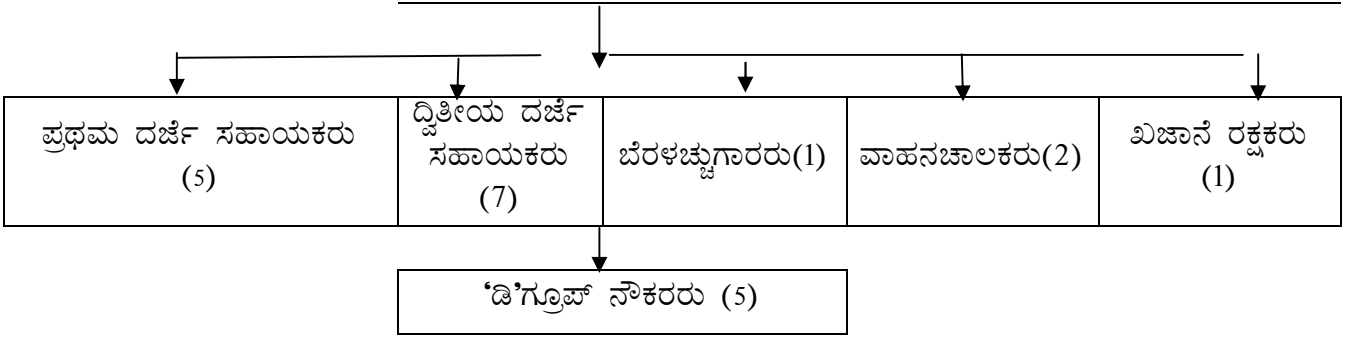 ಪ್ರಥಮ ದರ್ಜೆ ಸಹಾಯಕರು
(5)
ದ್ವಿತೀಯ ದರ್ಜೆ
ಸಹಾಯಕರು
(7)
ಬೆರಳಚ್ಚುಗಾರರು(1)
ವಾಹನಚಾಲಕರು(2)
ಖಜಾನೆ ರಕ್ಷಕರು
(1)
‘ಡಿ’ಗ್ರೂಪ್ ನೌಕರರು (5)